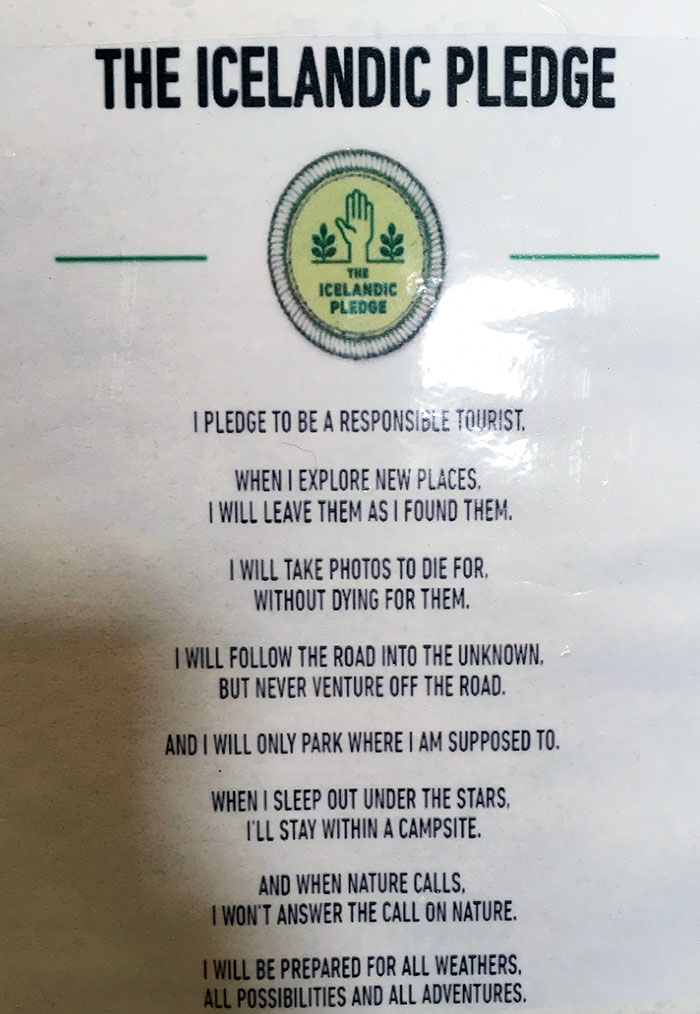 THE ICELANDIC PLEDGE
THE
ICELANDIC
PLEDGE
I PLEDGE TO BE A RESPONSIBLE TOURIST.
WHEN I EXPLORE NEW PLACES,
I WILL LEAVE THEM AS I FOUND THEM.
I WILL TAKE PHOTOS TO DIE FOR,
WITHOUT DYING FOR THEM.
I WILL FOLLOW THE ROAD INTO THE UNKNOWN,
BUT NEVER VENTURE OFF THE ROAD.
AND I WILL ONLY PARK WHERE I AM SUPPOSED TO.
WHEN I SLEEP OUT UNDER THE STARS,
I'LL STAY WITHIN A CAMPSITE.
AND WHEN NATURE CALLS,
I WON'T ANSWER THE CALL ON NATURE.
I WILL BE PREPARED FOR ALL WEATHERS,
ALL POSSIBILITIES AND ALL ADVENTURES.